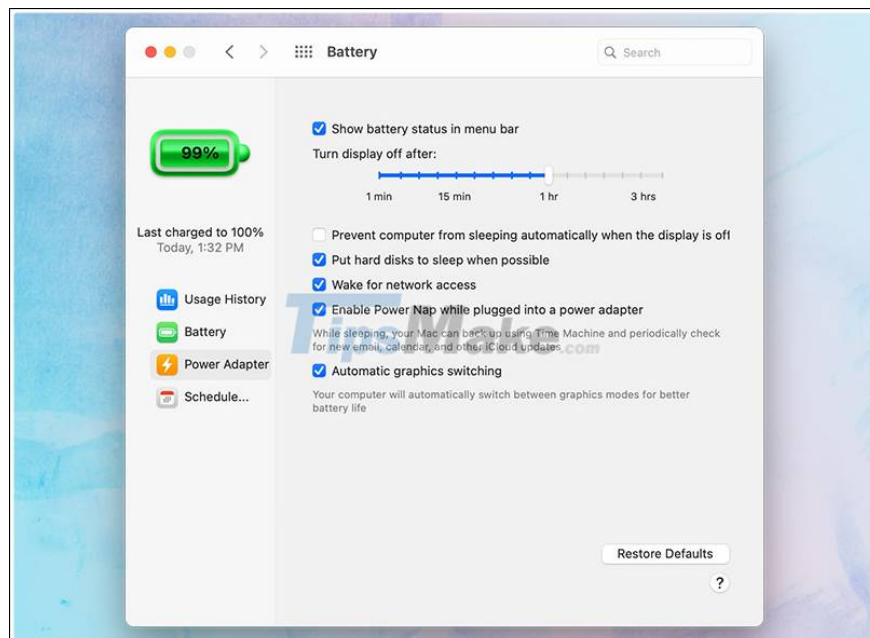 Battery
Search
99%
Last charged to 100%
Today, 1:32 PM
Usage History
Battery
Power Adapter
Schedule...
Show battery status in menu bar
Turn display off after:
1 min 15 min 1 hr 3 hrs
Prevent computer from sleeping automatically when the display is off
Put hard disks to sleep when possible
Wake for network access
Enable Power Nap while plugged into a power adapter
While sleeping, your Mac can back up using Time Machine and periodically check
for new email, calendar, and other iCloud updates
TipsMake.com
Automatic graphics switching
Your computer will automatically switch between graphics modes for better
battery life
Restore Defaults
?